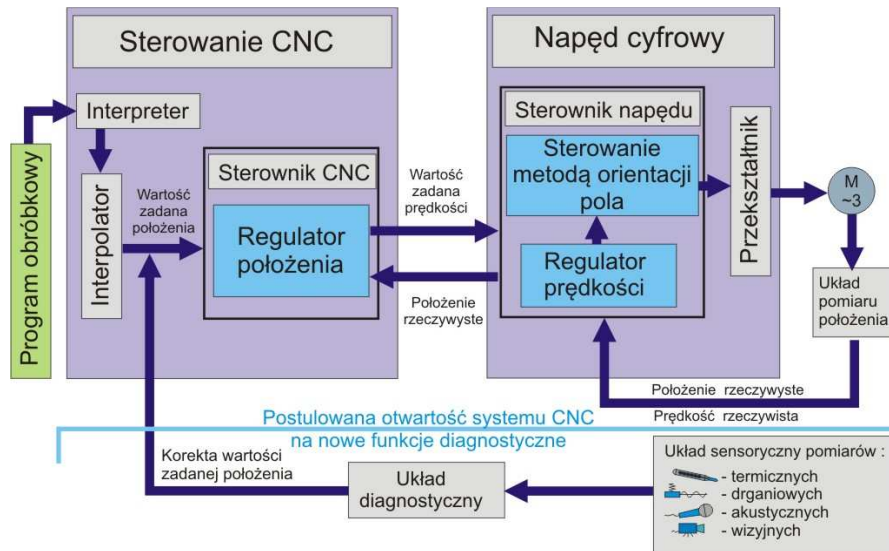 Sterowanie CNC
Napęd cyfrowy
Program obróbkowy
Interpreter
Interpolator
Wartość
zadana
położenia
Sterownik CNC
Regulator
położenia
Wartość
zadana
prędkości
Położenie
rzeczywyste
Sterownik napędu
Sterowanie
metodą orientacji
pola
Regulator
prędkości
Przekształtnik
M
~3
Układ
pomiaru
położenia
Położenie rzeczywyste
Prędkość rzeczywista
Postulowana otwartość systemu CNC
na nowe funkcje diagnostyczne
Korekta wartości
zadanej położenia
Układ
diagnostyczny
Układ sensoryczny pomiarów :
- termicznych
- drganiowych
- akustycznych
- wizyjnych